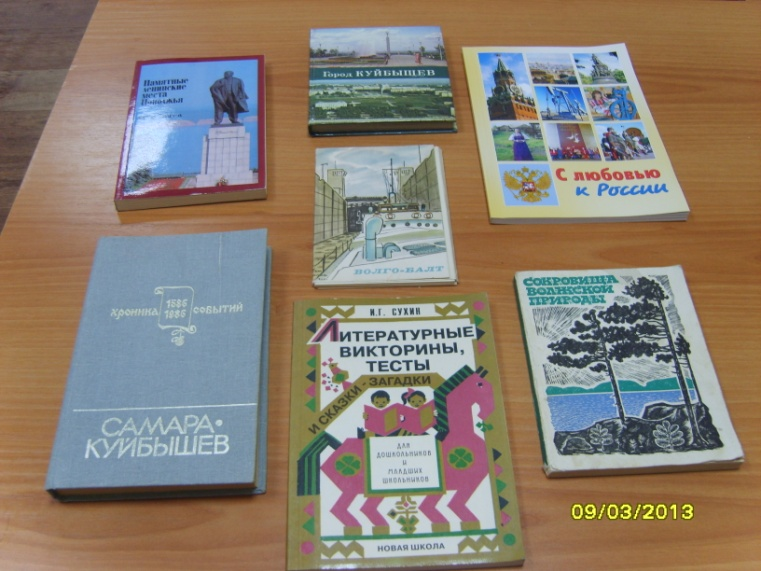 Памятные
ленинские
места
Поволжья
Город КУЙБЫШЕВ
С любовью
к России
ВОЛГО-БАЛТ
хроника 1586 событий
1986
САМАРА•
КУЙБЫШЕВ
И.Г. СУХИН
ЛИТЕРАТУРНЫЕ
ВИКТОРИНЫ,
ТЕСТЫ
И СКАЗКИ-ЗАГАДКИ
ДЛЯ
ДОШКОЛЬНИКОВ
И
МЛАДШИХ
ШКОЛЬНИКОВ
НОВАЯ ШКОЛА
СОКРОВИЩА
ВОЛЖСКОЙ
ПРИРОДЫ
09/03/2013